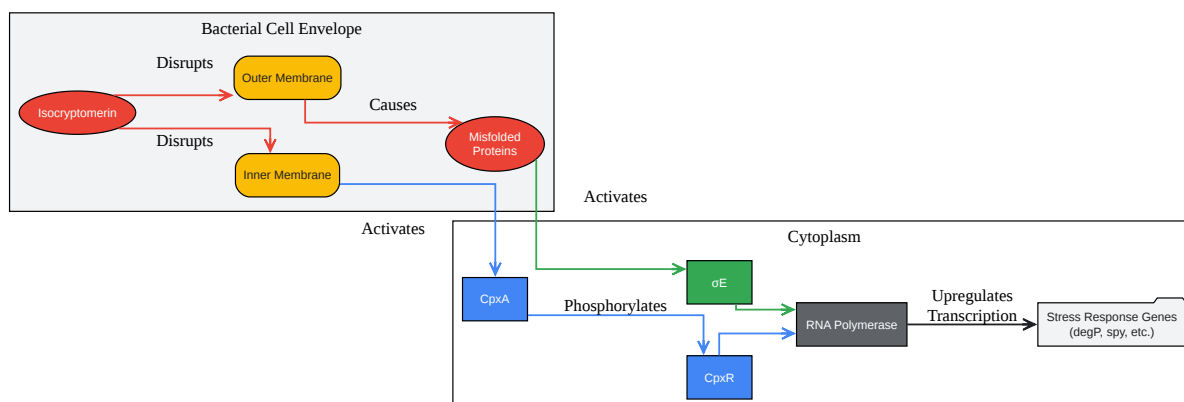 Bacterial Cell Envelope
Disrupts
Outer Membrane
Causes
Isocryptomerin
Misfolded
Proteins
Disrupts
Inner Membrane
Activates
Activates
Cytoplasm
CpxA
Phosphorylates
σE
Upregulates
Transcription
RNA Polymerase
Stress Response Genes
(degP, spy, etc.)
CpxR